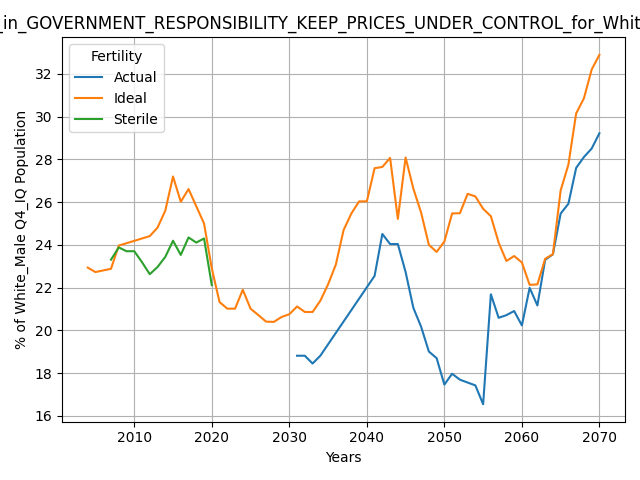 _in_GOVERNMENT_RESPONSIBILITY_KEEP_PRICES_UNDER_CONTROL_for_Whit
Fertility
Actual
Ideal
Sterile
% of White_Male Q4_IQ Population
32
30
28
26
24
22
20
18
16
2010 2020 2030 2040 2050 2060 2070
Years